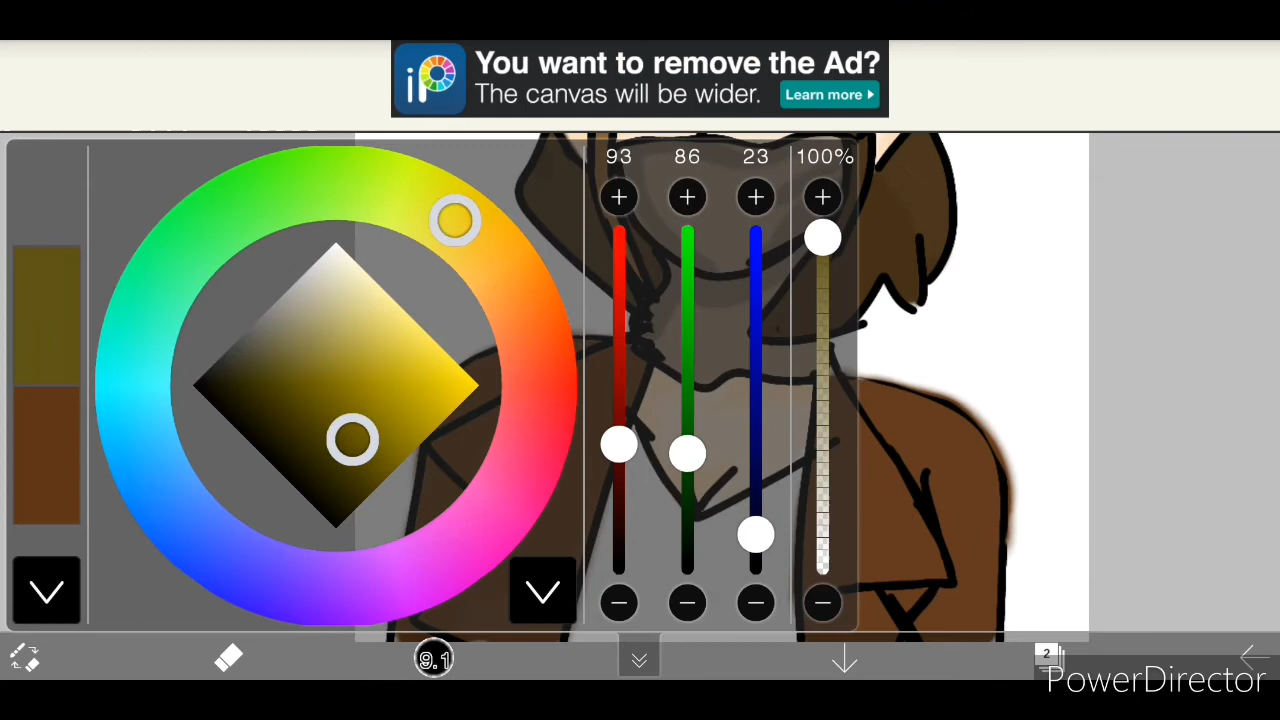 iP
You want to remove the Ad?
The canvas will be wider.
Learn more
93 86 23 100%
9.1
2
PowerDirector